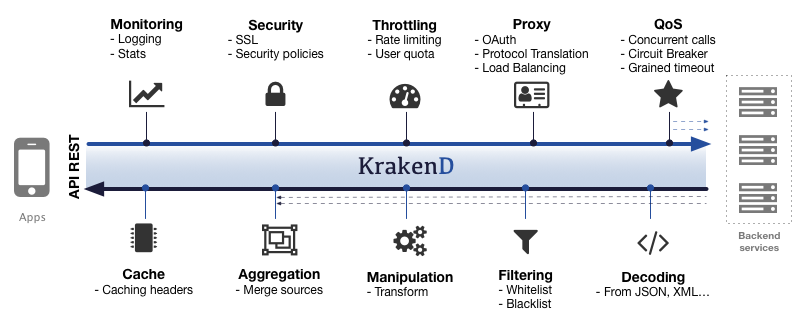 Monitoring
- Logging
- Stats
Security
- SSL
- Security policies
Throttling
- Rate limiting
- User quota
Proxy
- OAuth
- Protocol Translation
- Load Balancing
QoS
- Concurrent calls
- Circuit Breaker
- Grained timeout
API REST
KrakenD
Apps
Backend
services
Cache
- Caching headers
Aggregation
- Merge sources
Manipulation
- Transform
Filtering
- Whitelist
- Blacklist
Decoding
- From JSON, XML...